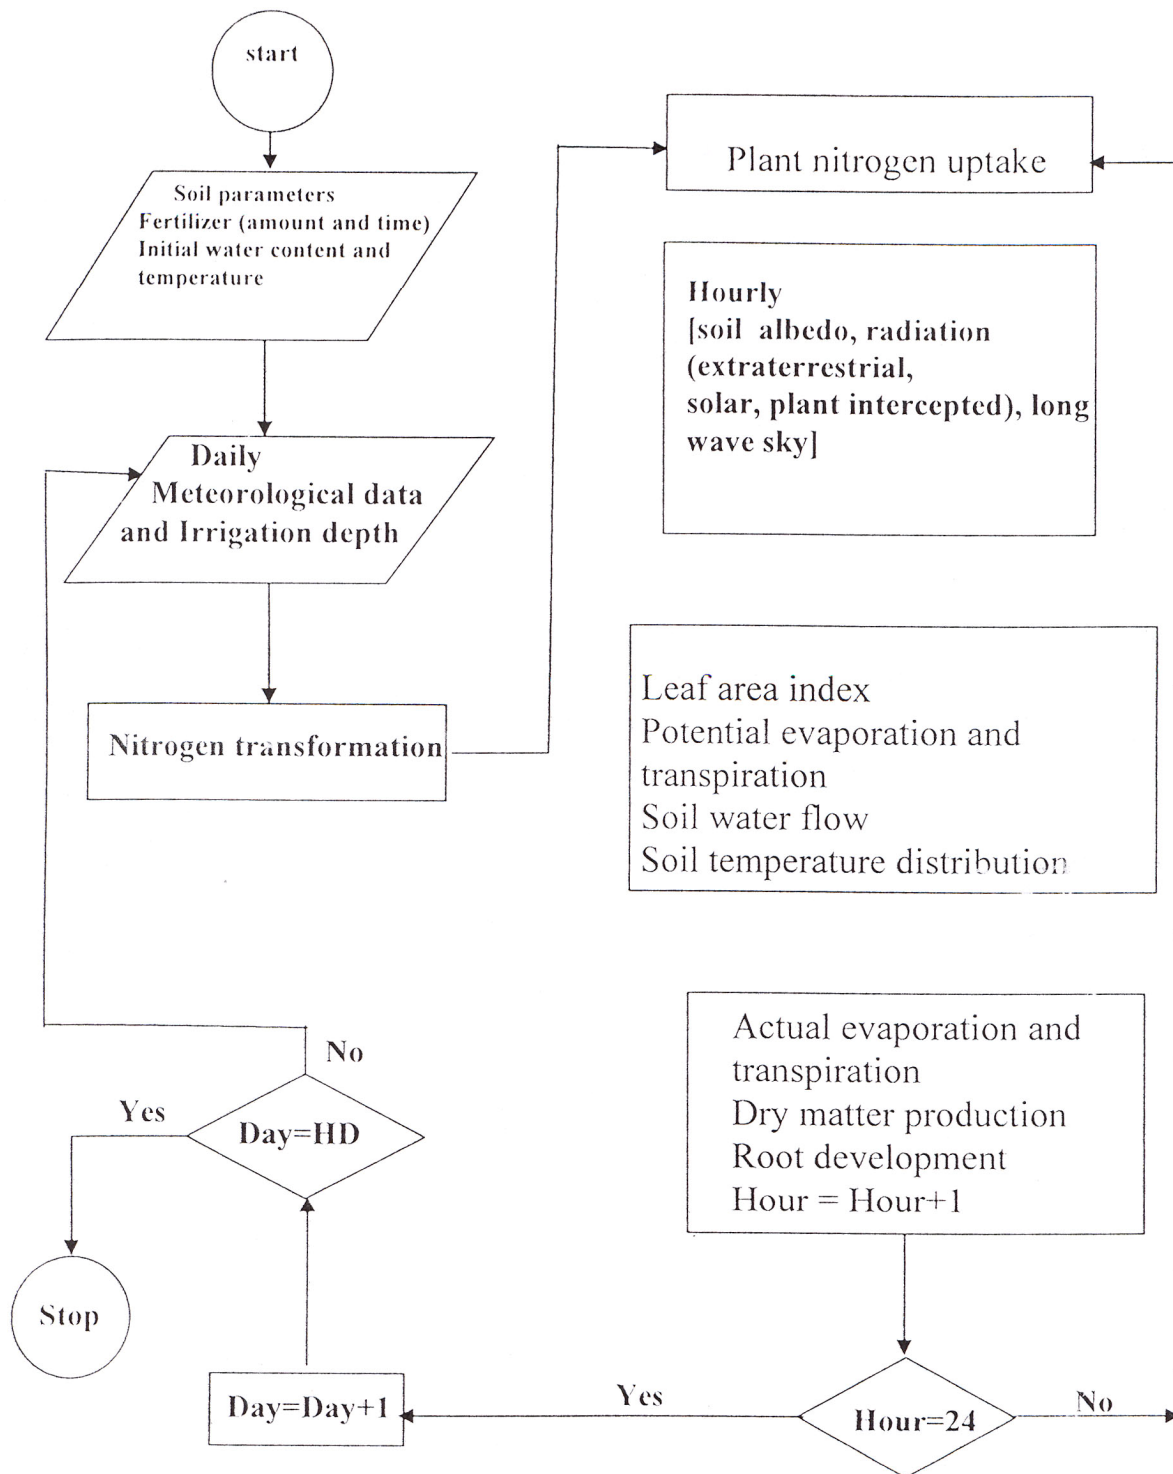 start
Soil parameters
Fertilizer (amount and time)
Initial water content and
temperature
Daily
Meteorological data
and Irrigation depth
Nitrogen transformation
Plant nitrogen uptake
Hourly
[soil albedo, radiation
(extraterrestrial,
solar, plant intercepted), long
wave sky]
Leaf area index
Potential evaporation and
transpiration
Soil water flow
Soil temperature distribution
Actual evaporation and
transpiration
Dry matter production
Root development
Hour = Hour+1
Hour=24
No
Yes
Day=Day+1
Day=HD
No
Yes
Stop